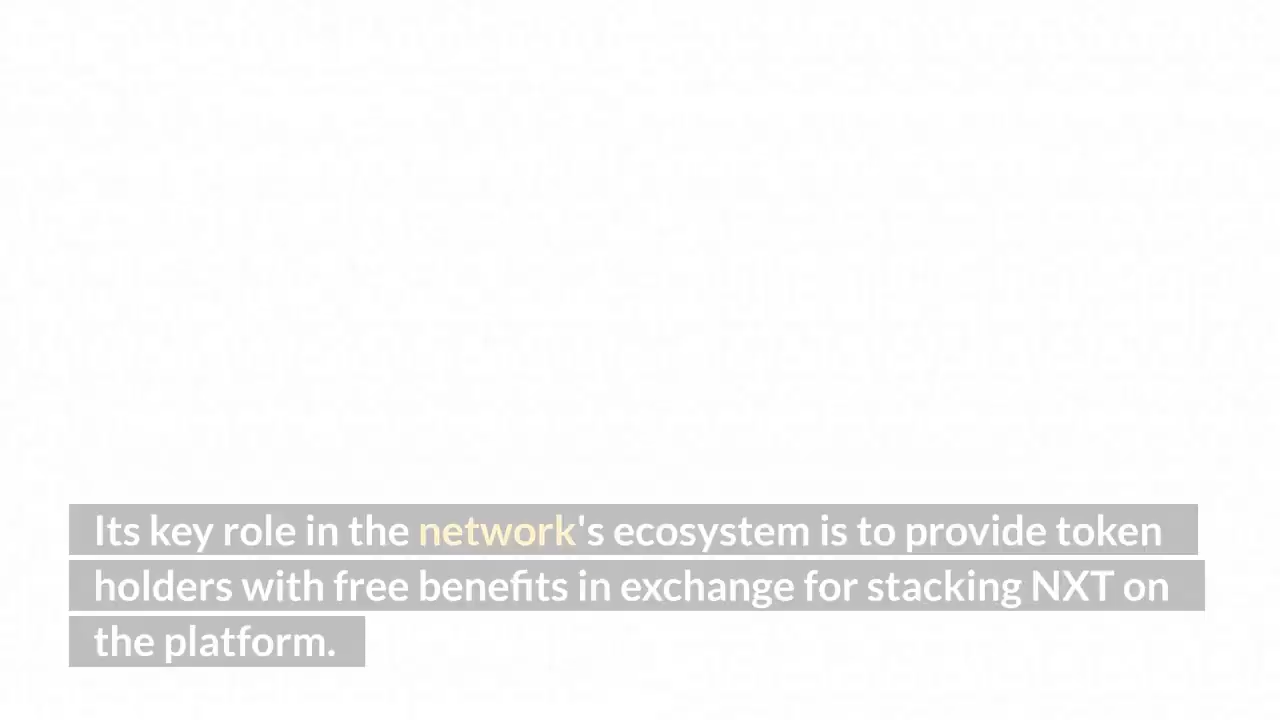 Its key role in the network's ecosystem is to provide token
holders with free benefits in exchange for stacking NXT on
the platform.